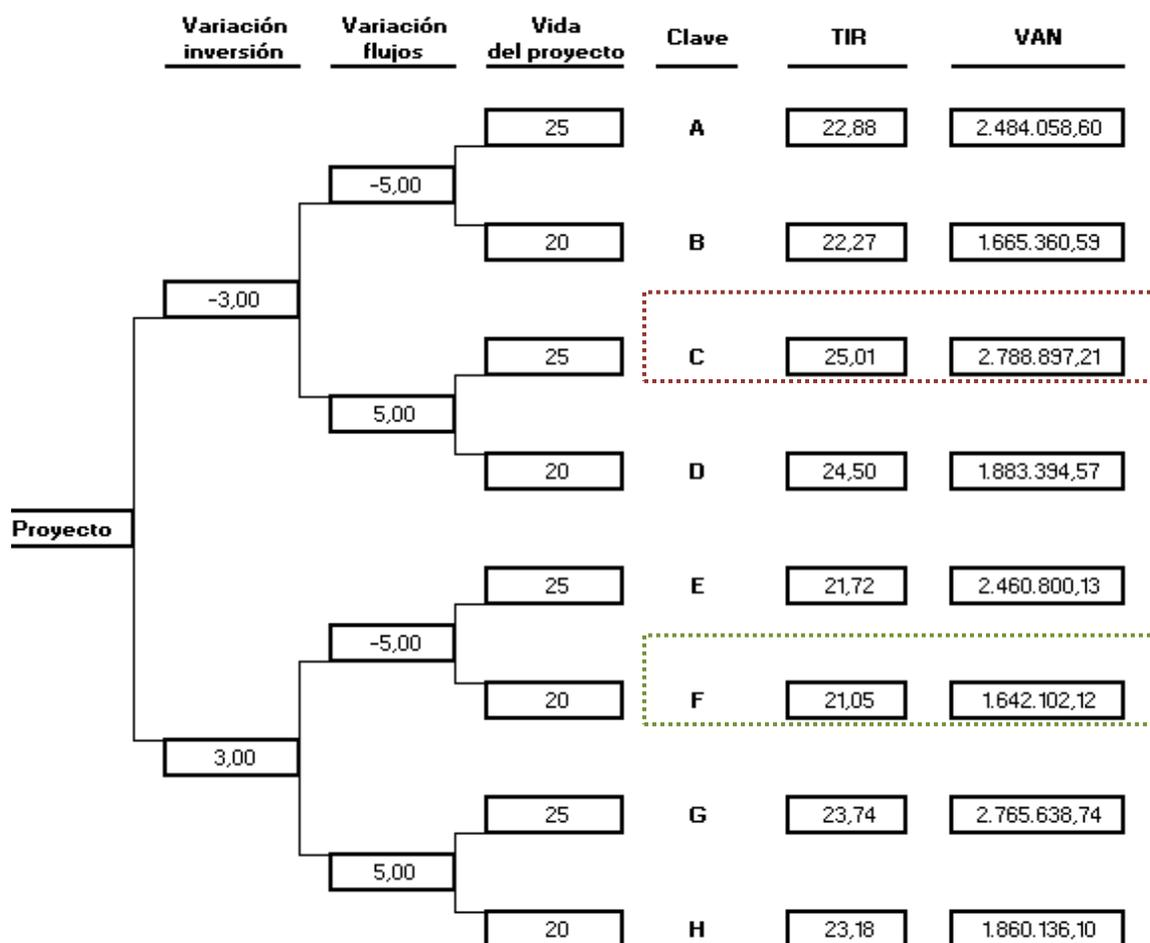 Variación inversión
Variación flujos
Vida del proyecto
Clave
TIR
VAN
25
A
22,88
2.484.058,60
-5,00
20
B
22,27
1.665.360,59
-3,00
25
C
25,01
2.788.897,21
5,00
20
D
24,50
1.883.394,57
Proyecto
25
E
21,72
2.460.800,13
-5,00
20
F
21,05
1.642.102,12
3,00
25
G
23,74
2.765.638,74
5,00
20
H
23,18
1.860.136,10